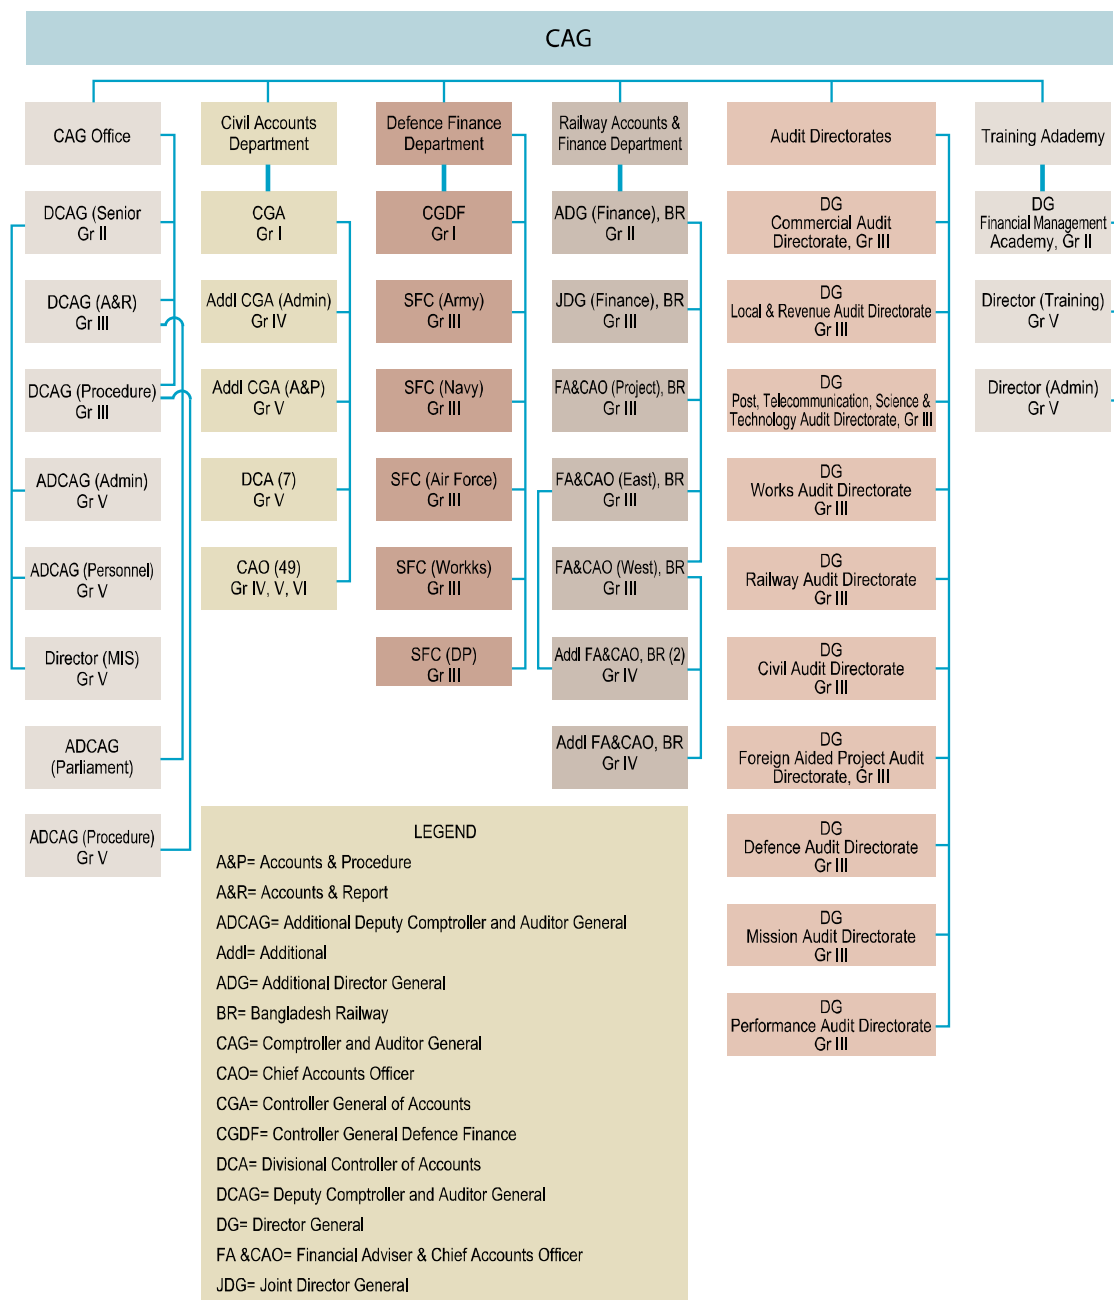 CAG
CAG Office
DCAG (Senior
Gr II
DCAG (A&R)
Gr III
DCAG (Procedure)
Gr III
ADCAG (Admin)
Gr V
ADCAG (Personnel)
Gr V
Director (MIS)
Gr V
ADCAG
(Parliament)
ADCAG (Procedure)
Gr V
Civil Accounts
Department
CGA
Gr I
Addl CGA (Admin)
Gr IV
Addl CGA (A&P)
Gr V
DCA (7)
Gr V
CAO (49)
Gr IV, V, VI
Defence Finance
Department
CGDF
Gr I
SFC (Army)
Gr III
SFC (Navy)
Gr III
SFC (Air Force)
Gr III
SFC (Workks)
Gr III
SFC (DP)
Gr III
Railway Accounts &
Finance Department
ADG (Finance), BR
Gr II
JDG (Finance), BR
Gr III
FA&CAO (Project), BR
Gr III
FA&CAO (East), BR
Gr III
FA&CAO (West), BR
Gr III
Addl FA&CAO, BR (2)
Gr IV
Addl FA&CAO, BR
Gr IV
Audit Directorates
DG
Commercial Audit
Directorate, Gr III
DG
Local & Revenue Audit Directorate
Gr III
DG
Post, Telecommunication, Science &
Technology Audit Directorate, Gr III
DG
Works Audit Directorate
Gr III
DG
Railway Audit Directorate
Gr III
DG
Civil Audit Directorate
Gr III
DG
Foreign Aided Project Audit
Directorate, Gr III
DG
Defence Audit Directorate
Gr III
DG
Mission Audit Directorate
Gr III
DG
Performance Audit Directorate
Gr III
Training Adademy
DG
Financial Management
Academy, Gr II
Director (Training)
Gr V
Director (Admin)
Gr V
LEGEND
A&P= Accounts & Procedure
A&R= Accounts & Report
ADCAG= Additional Deputy Comptroller and Auditor General
Addl= Additional
ADG= Additional Director General
BR= Bangladesh Railway
CAG= Comptroller and Auditor General
CAO= Chief Accounts Officer
CGA= Controller General of Accounts
CGDF= Controller General Defence Finance
DCA= Divisional Controller of Accounts
DCAG= Deputy Comptroller and Auditor General
DG= Director General
FA &CAO= Financial Adviser & Chief Accounts Officer
JDG= Joint Director General